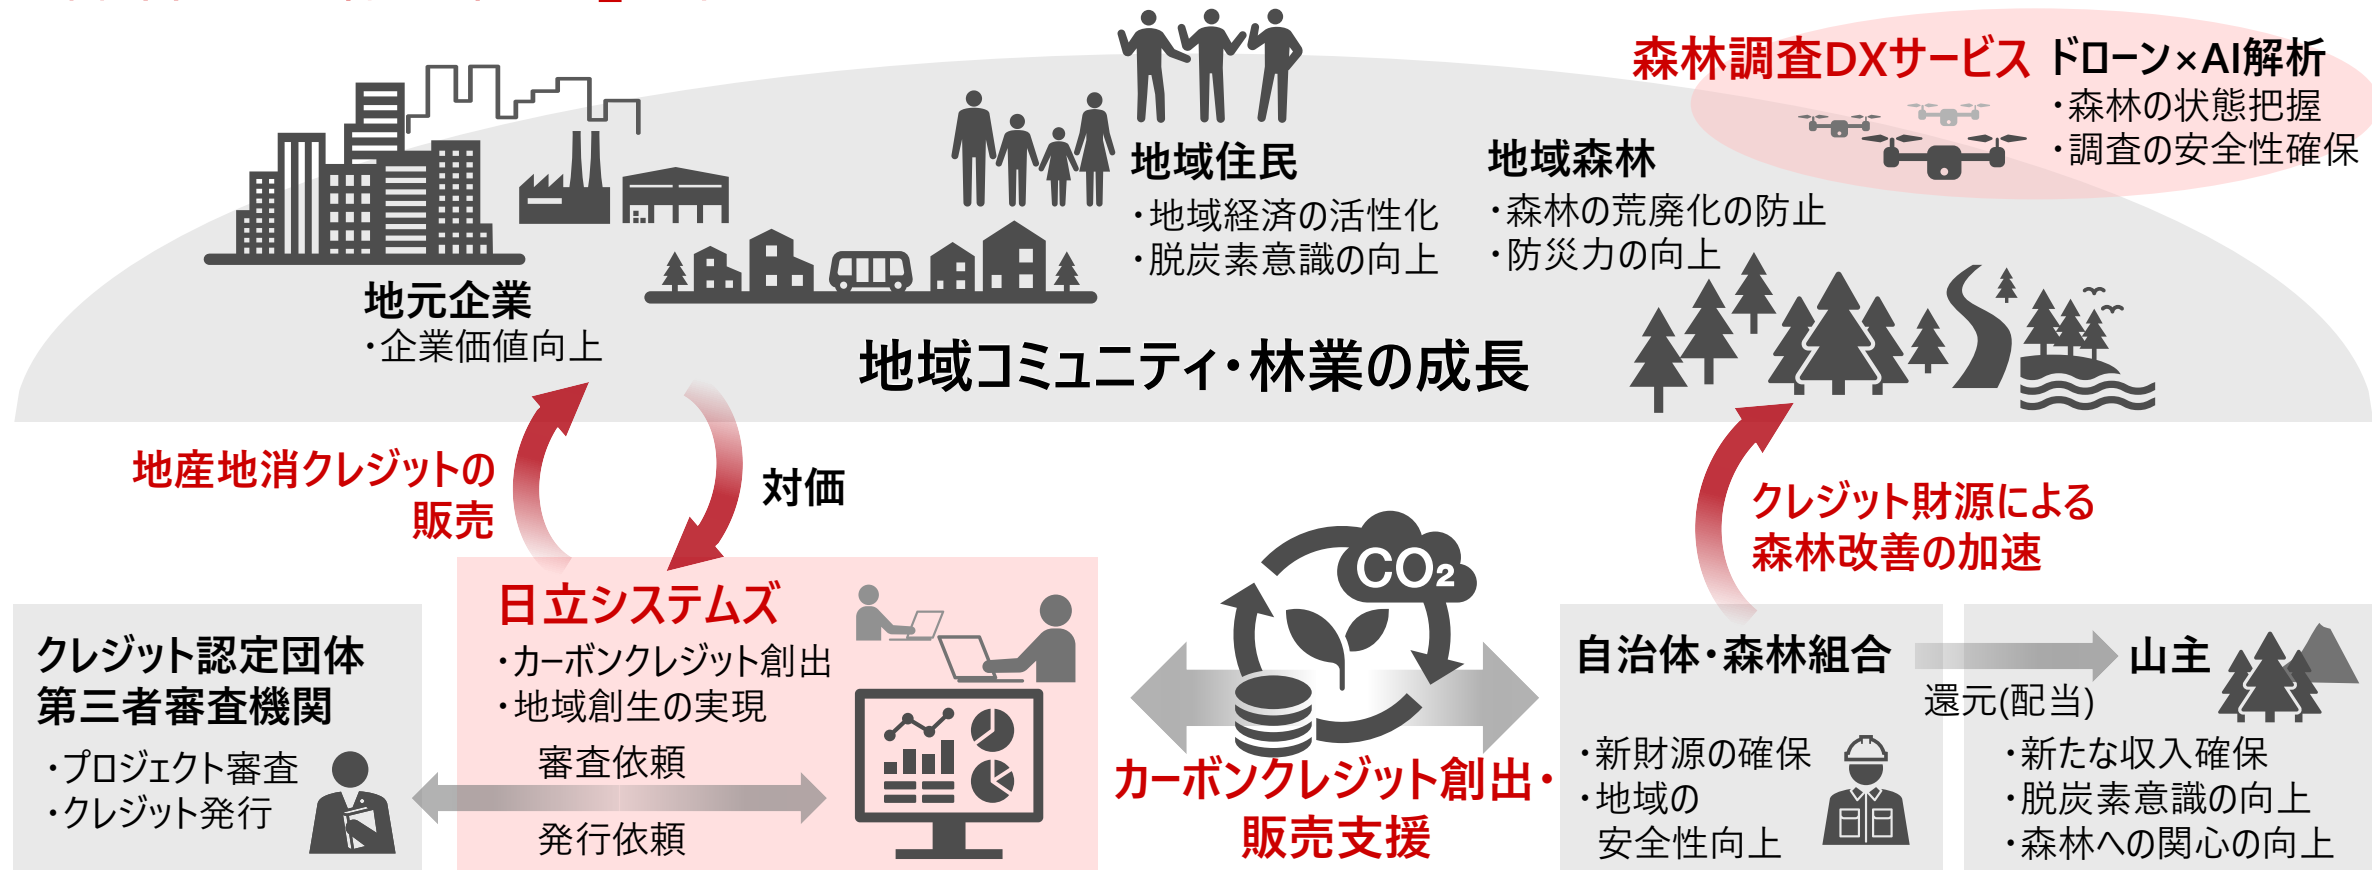 森林調査DXサービス
ドローン×AI解析
・森林の状態把握
・調査の安全性確保
地域住民
・地域経済の活性化
・脱炭素意識の向上
地域森林
・森林の荒廃化の防止
・防災力の向上
地元企業
・企業価値向上
地域コミュニティ・林業の成長
地産地消クレジットの
販売
対価
クレジット財源による
森林改善の加速
クレジット認定団体
第三者審査機関
・プロジェクト審査
・クレジット発行
日立システムズ
・カーボンクレジット創出
・地域創生の実現
審査依頼
発行依頼
CO2
カーボンクレジット創出・
販売支援
自治体・森林組合
・新財源の確保
・地域の
安全性向上
還元(配当)
山主
・新たな収入確保
・脱炭素意識の向上
・森林への関心の向上